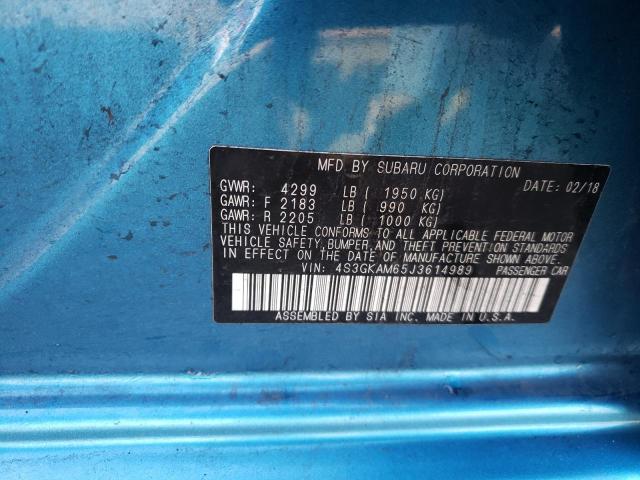 MFD BY SUBARU CORPORATION DATE: 02/18
GVWR: 4299 LB ( 1950 KG)
GAWR: F 2183 LB ( 990 KG)
GAWR: R 2205 LB ( 1000 KG)
THIS VEHICLE CONFORMS TO ALL APPLICABLE FEDERAL MOTOR
VEHICLE SAFETY, BUMPER, AND THEFT PREVENTION STANDARDS
IN EFFECT ON THE DATE OF MANUFACTURE SHOWN ABOVE.
VIN: 4S3GKAM65J3614989 PASSENGER CAR
ASSEMBLED BY SIA INC. MADE IN U.S.A.